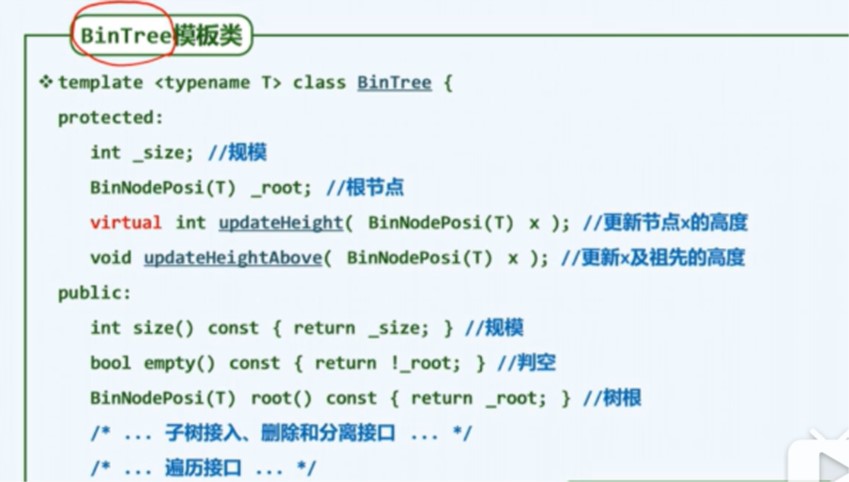 BinTree模板类
❖ template <typename T> class BinTree {
protected:
int _size; //规模
BinNodePosi(T) _root; //根节点
virtual int updateHeight( BinNodePosi(T) x ); //更新节点x的高度
void updateHeightAbove( BinNodePosi(T) x ); //更新x及祖先的高度
public:
int size() const { return _size; } //规模
bool empty() const { return !_root; } //判空
BinNodePosi(T) root() const { return _root; } //树根
/* ... 子树接入、删除和分离接口 ... */
/* ... 遍历接口 ... */